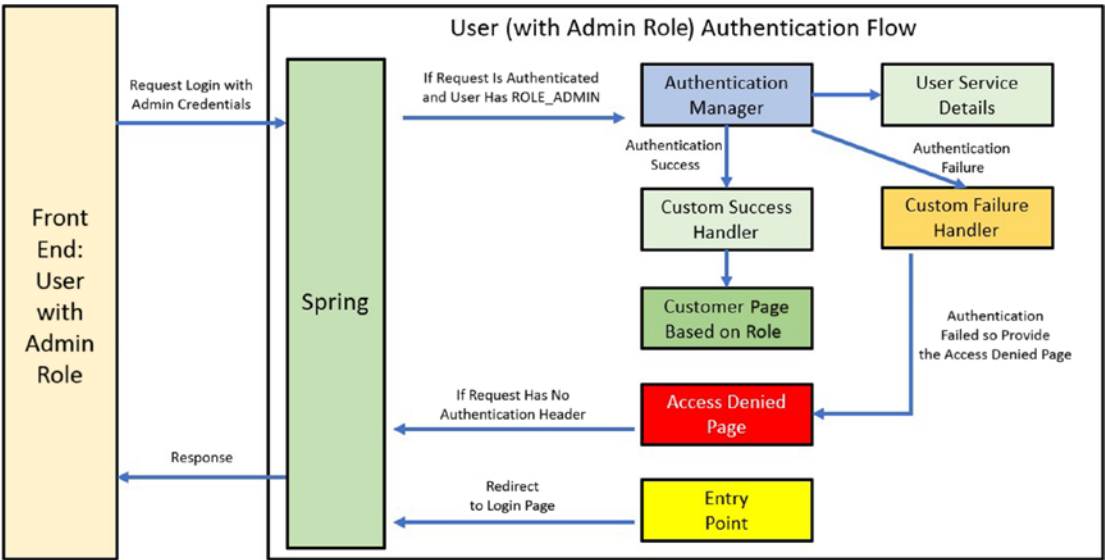 User (with Admin Role) Authentication Flow
Request Login with
Admin Credentials
If Request Is Authenticated
and User Has ROLE_ADMIN
Authentication
Manager
User Service
Details
Authentication
Success
Authentication
Failure
Front
End:
User
with
Admin
Role
Spring
Custom Success
Handler
Custom Failure
Handler
Customer Page
Based on Role
Authentication
Failed so Provide
the Access Denied Page
If Request Has No
Authentication Header
Access Denied
Page
Response
Redirect
to Login Page
Entry
Point